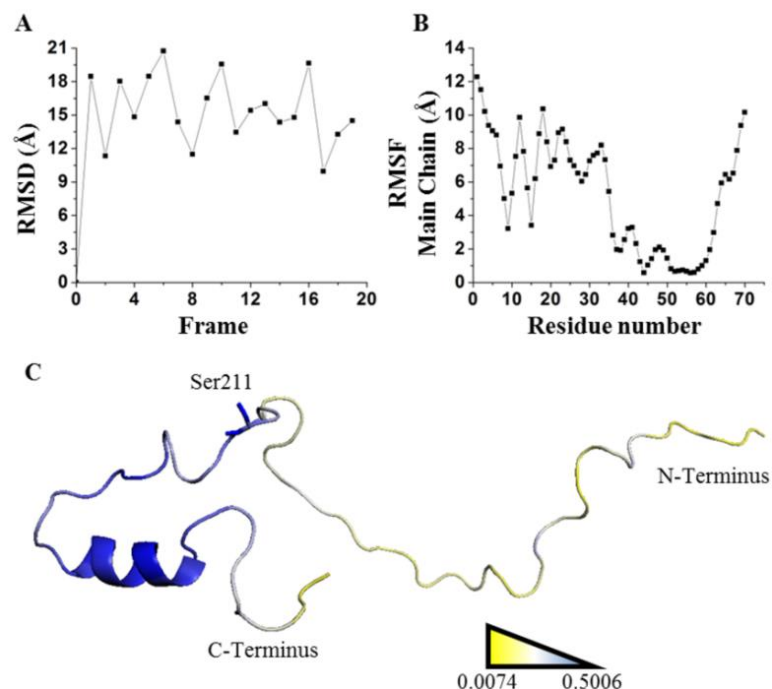 A
B
RMSD (Å)
21
18
15
12
9
6
3
0
0 4 8 12 16 20
Frame
RMSF
Main Chain (Å)
14
12
10
8
6
4
2
0
0 10 20 30 40 50 60 70
Residue number
C
Ser211
N-Terminus
C-Terminus
0.0074 0.5006